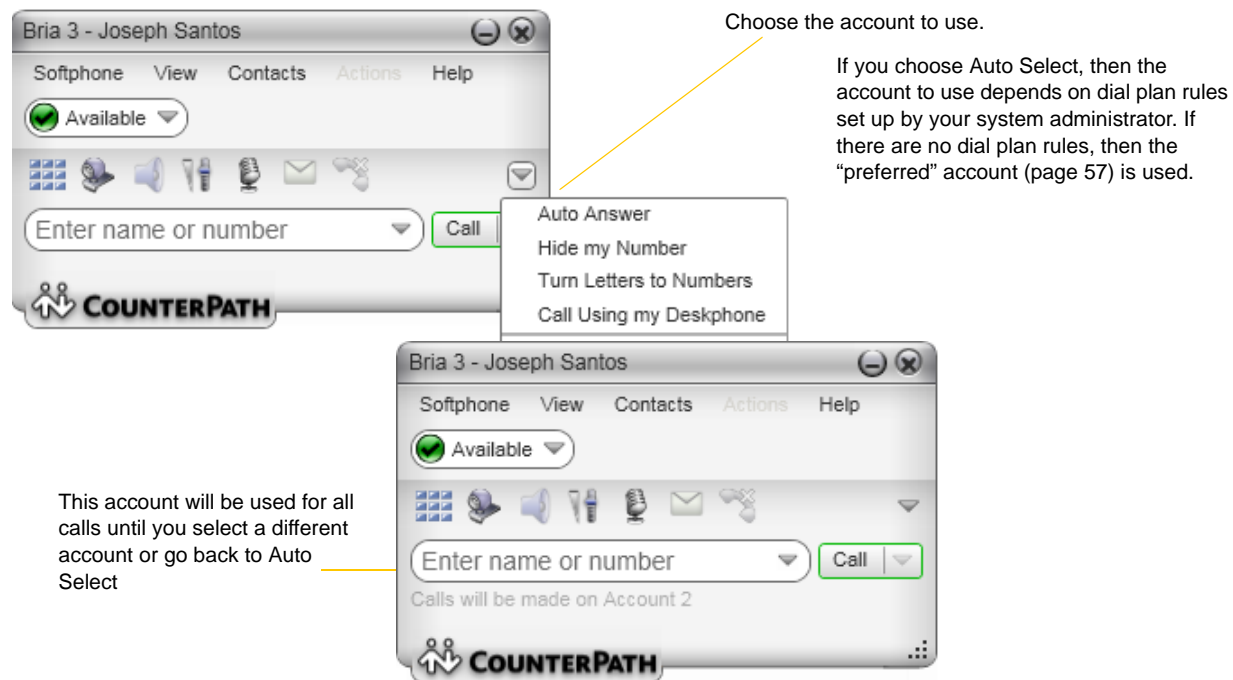 Choose the account to use.
If you choose Auto Select, then the
account to use depends on dial plan rules
set up by your system administrator. If
there are no dial plan rules, then the
“preferred” account (page 57) is used.
Bria 3 - Joseph Santos
Softphone View Contacts Actions Help
Available
Enter name or number Call
COUNTERPATH
Auto Answer
Hide my Number
Turn Letters to Numbers
Call Using my Deskphone
Bria 3 - Joseph Santos
Softphone View Contacts Actions Help
Available
Enter name or number Call
Calls will be made on Account 2
COUNTERPATH
This account will be used for all
calls until you select a different
account or go back to Auto
Select